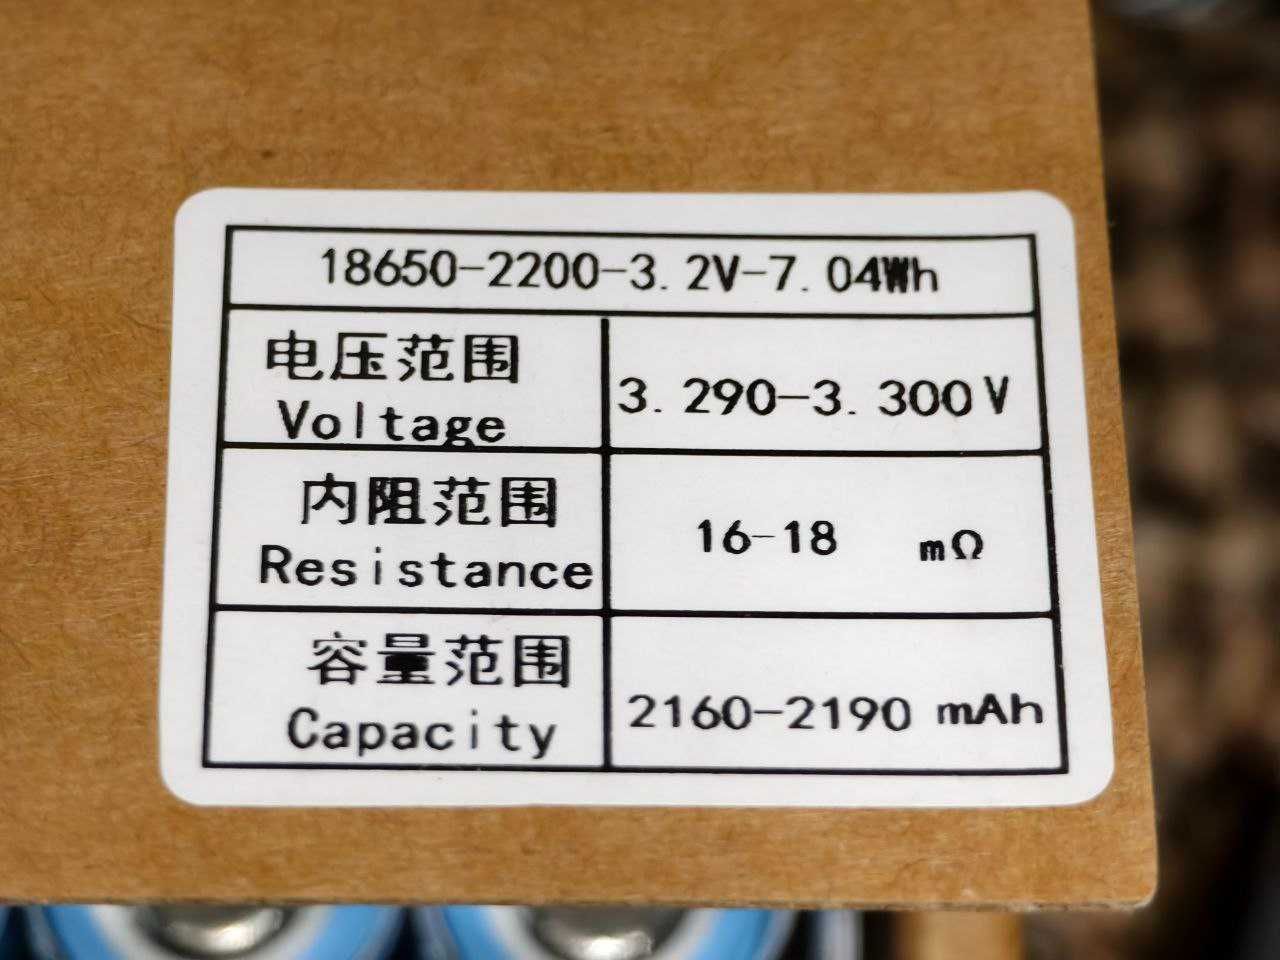 18650-2200-3.2V-7.04Wh
电压范围
Voltage
3.290-3.300V
内阻范围
Resistance
16-18 mΩ
容量范围
Capacity
2160-2190 mAh